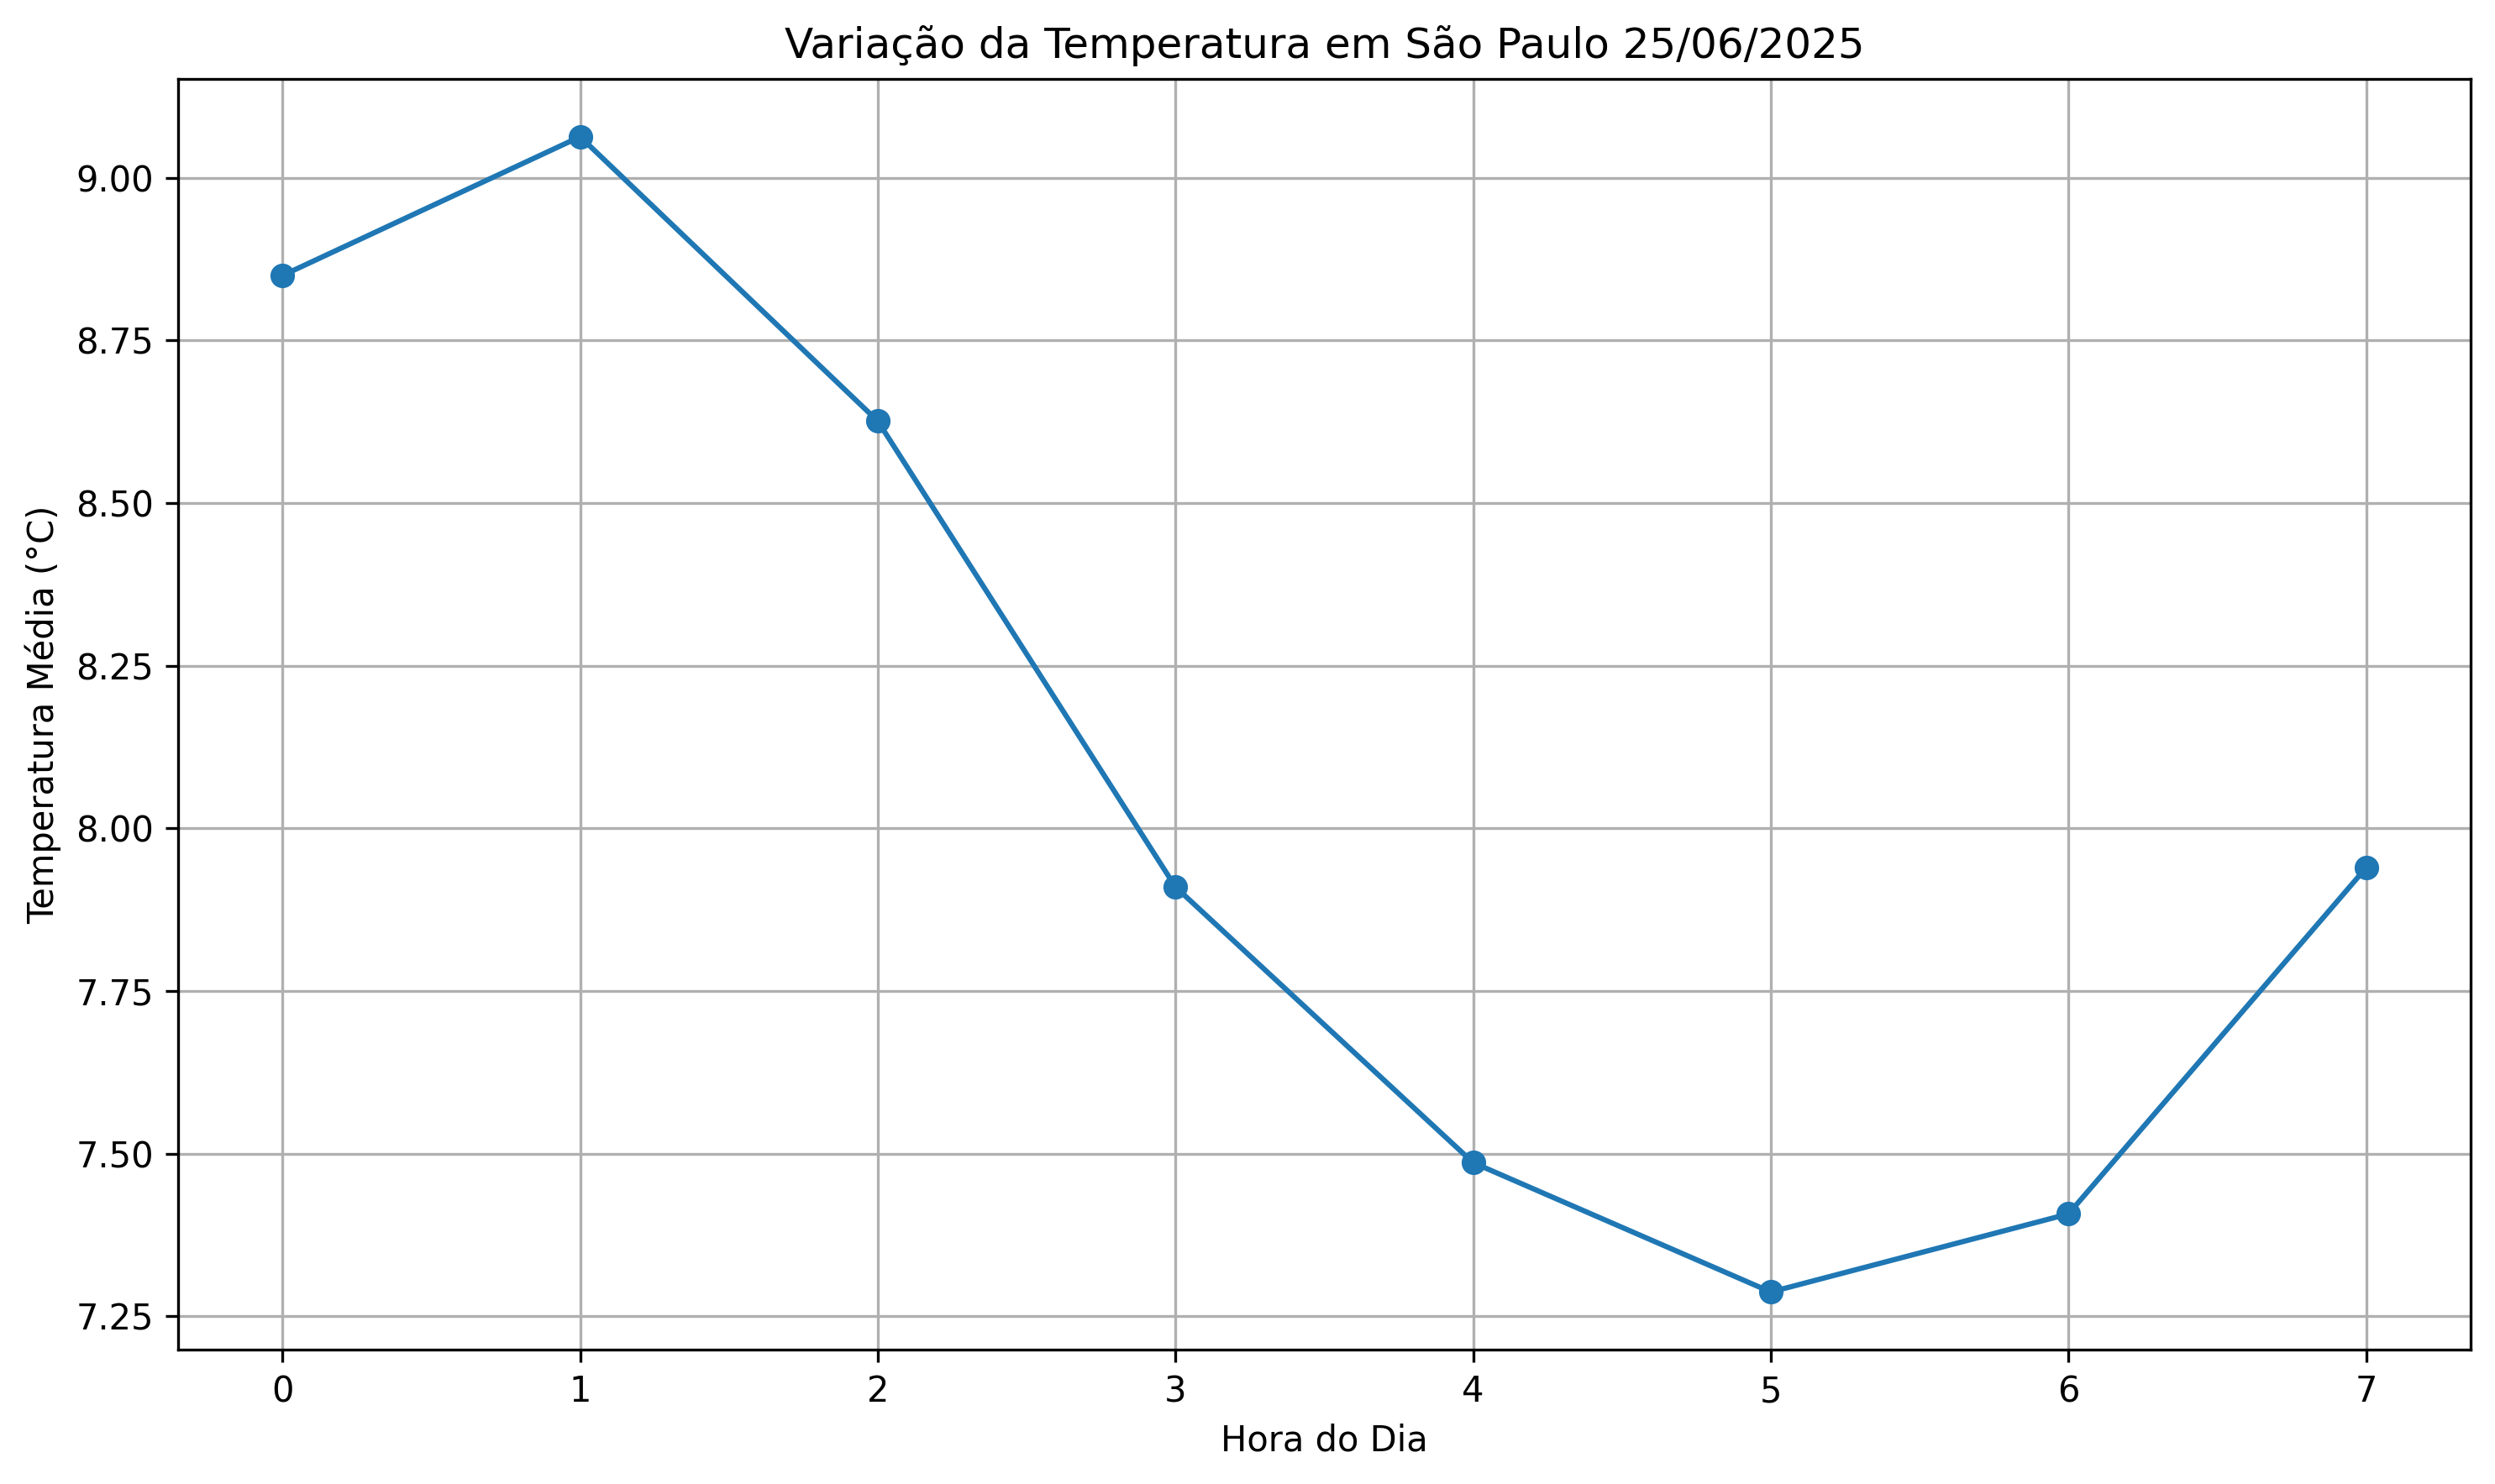 Variação da Temperatura em São Paulo 25/06/2025
Temperatura Média (°C)
9.00
8.75
8.50
8.25
8.00
7.75
7.50
7.25
0 1 2 3 4 5 6 7
Hora do Dia